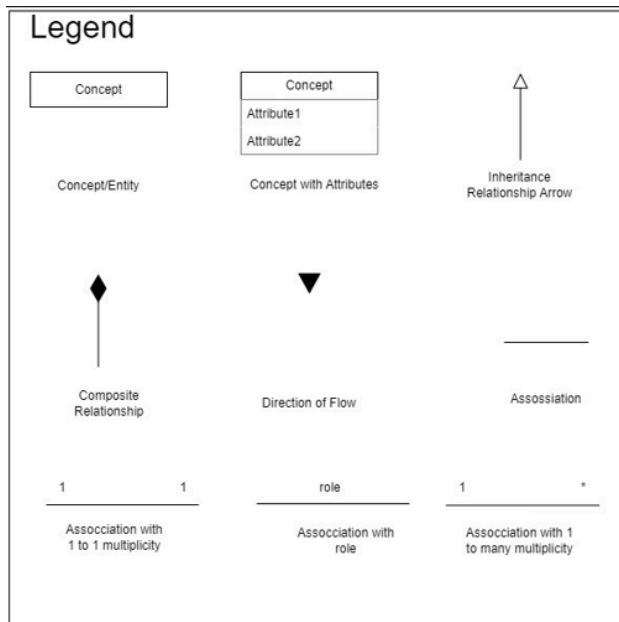 Legend
Concept
Concept
Attribute1
Attribute2
Concept/Entity
Concept with Attributes
Inheritance
Relationship Arrow
Composite
Relationship
Direction of Flow
Assossiation
1 1
role
1 *
Assocciation with
1 to 1 multiplicity
Assocciation with
role
Assocciation with 1
to many multiplicity